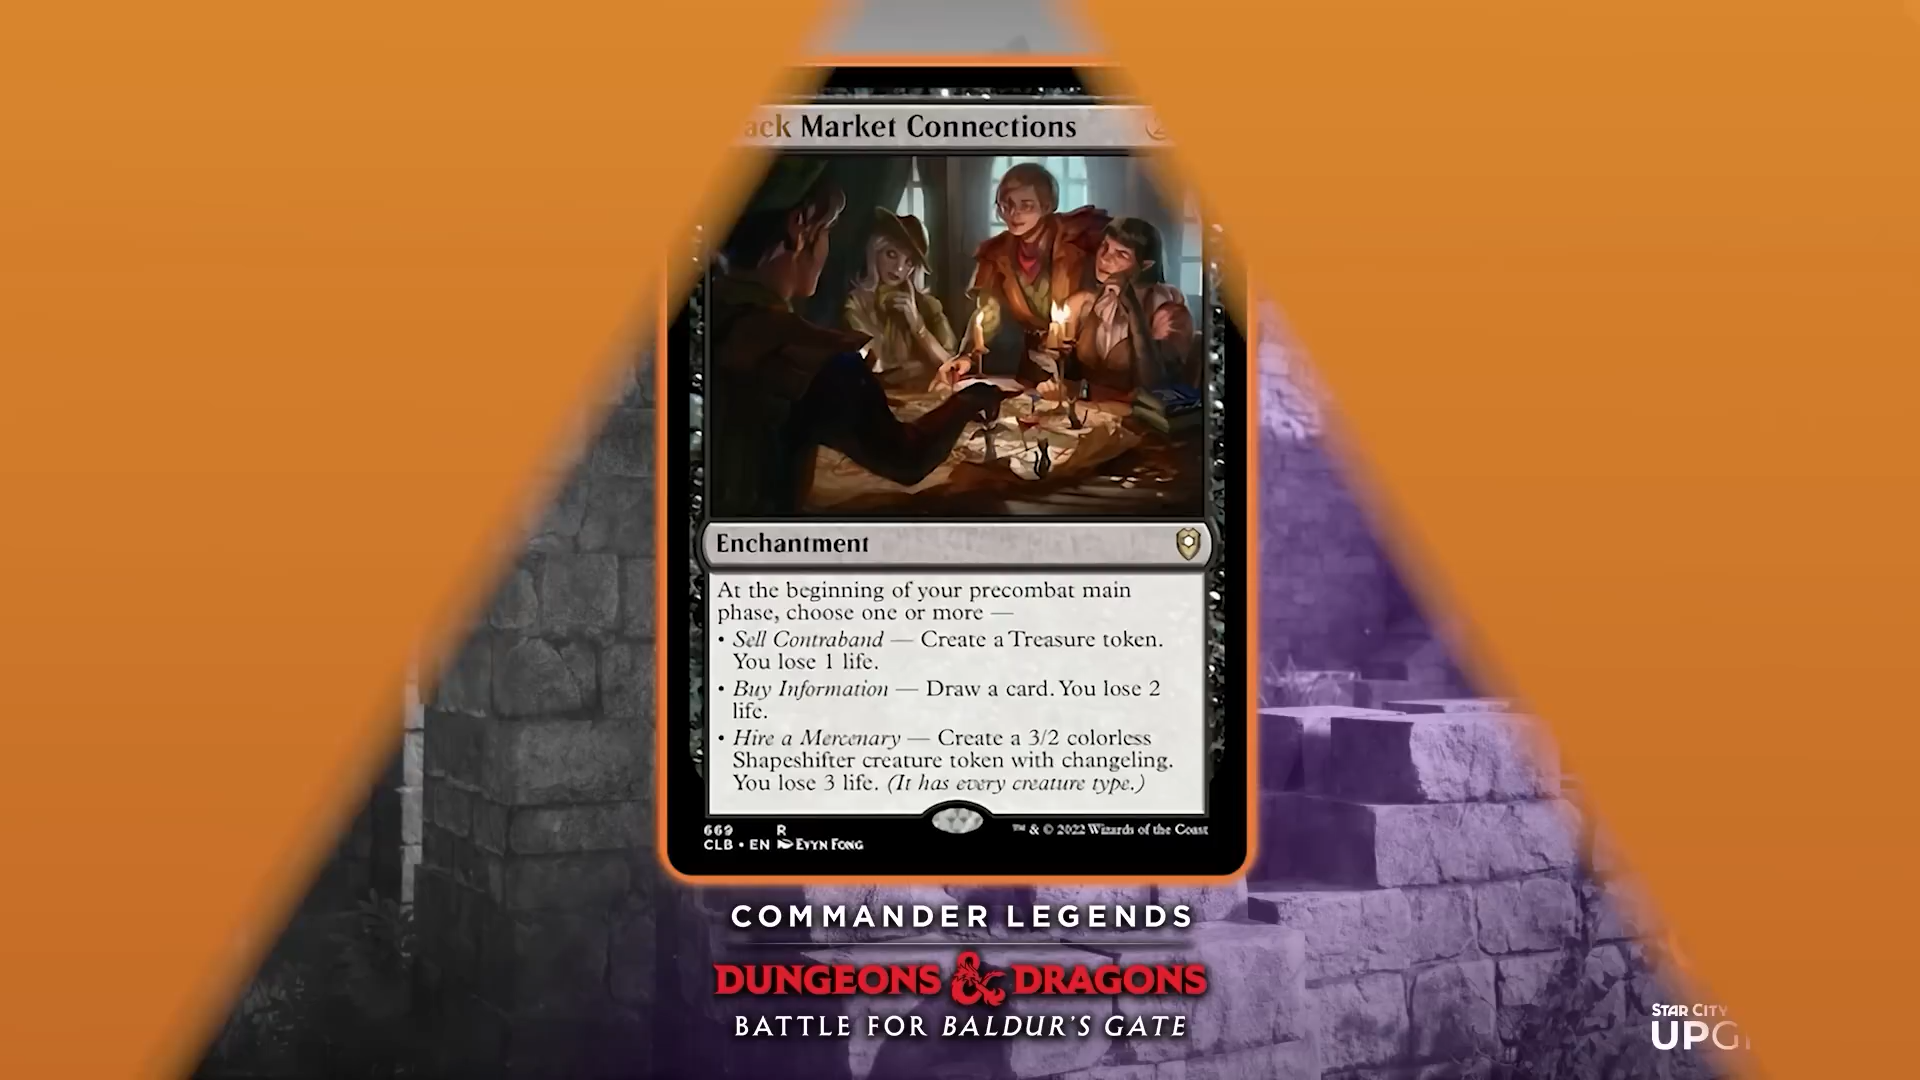 ack Market Connections
Enchantment
At the beginning of your precombat main
phase, choose one or more —
• Sell Contraband — Create a Treasure token.
You lose 1 life.
• Buy Information — Draw a card. You lose 2
life.
• Hire a Mercenary — Create a 3/2 colorless
Shapeshifter creature token with changeling.
You lose 3 life. (It has every creature type.)
669 R
CLB • EN Evyn Fong
™ & © 2022 Wizards of the Coast
COMMANDER LEGENDS
DUNGEONS & DRAGONS
BATTLE FOR BALDUR'S GATE
STAR CITY
UPG